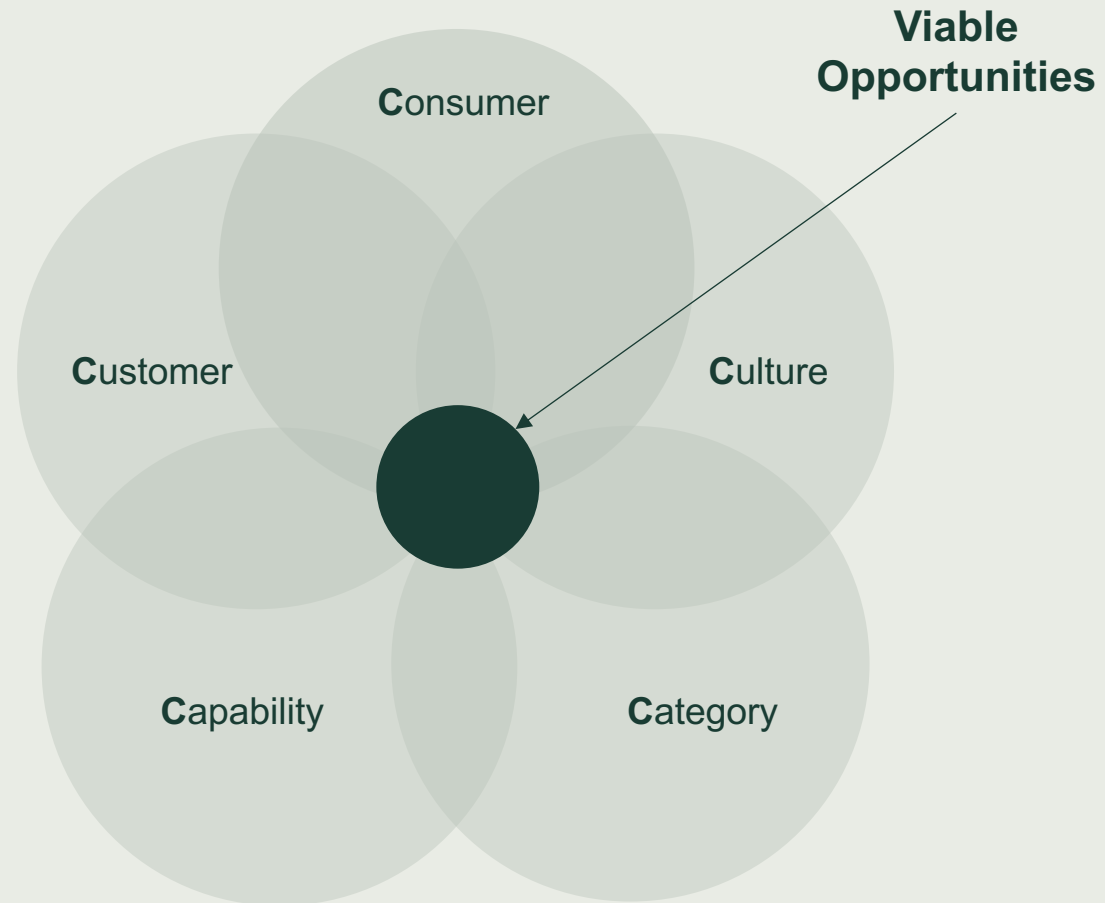 Viable
Opportunities
Consumer
Customer
Culture
Capability
Category